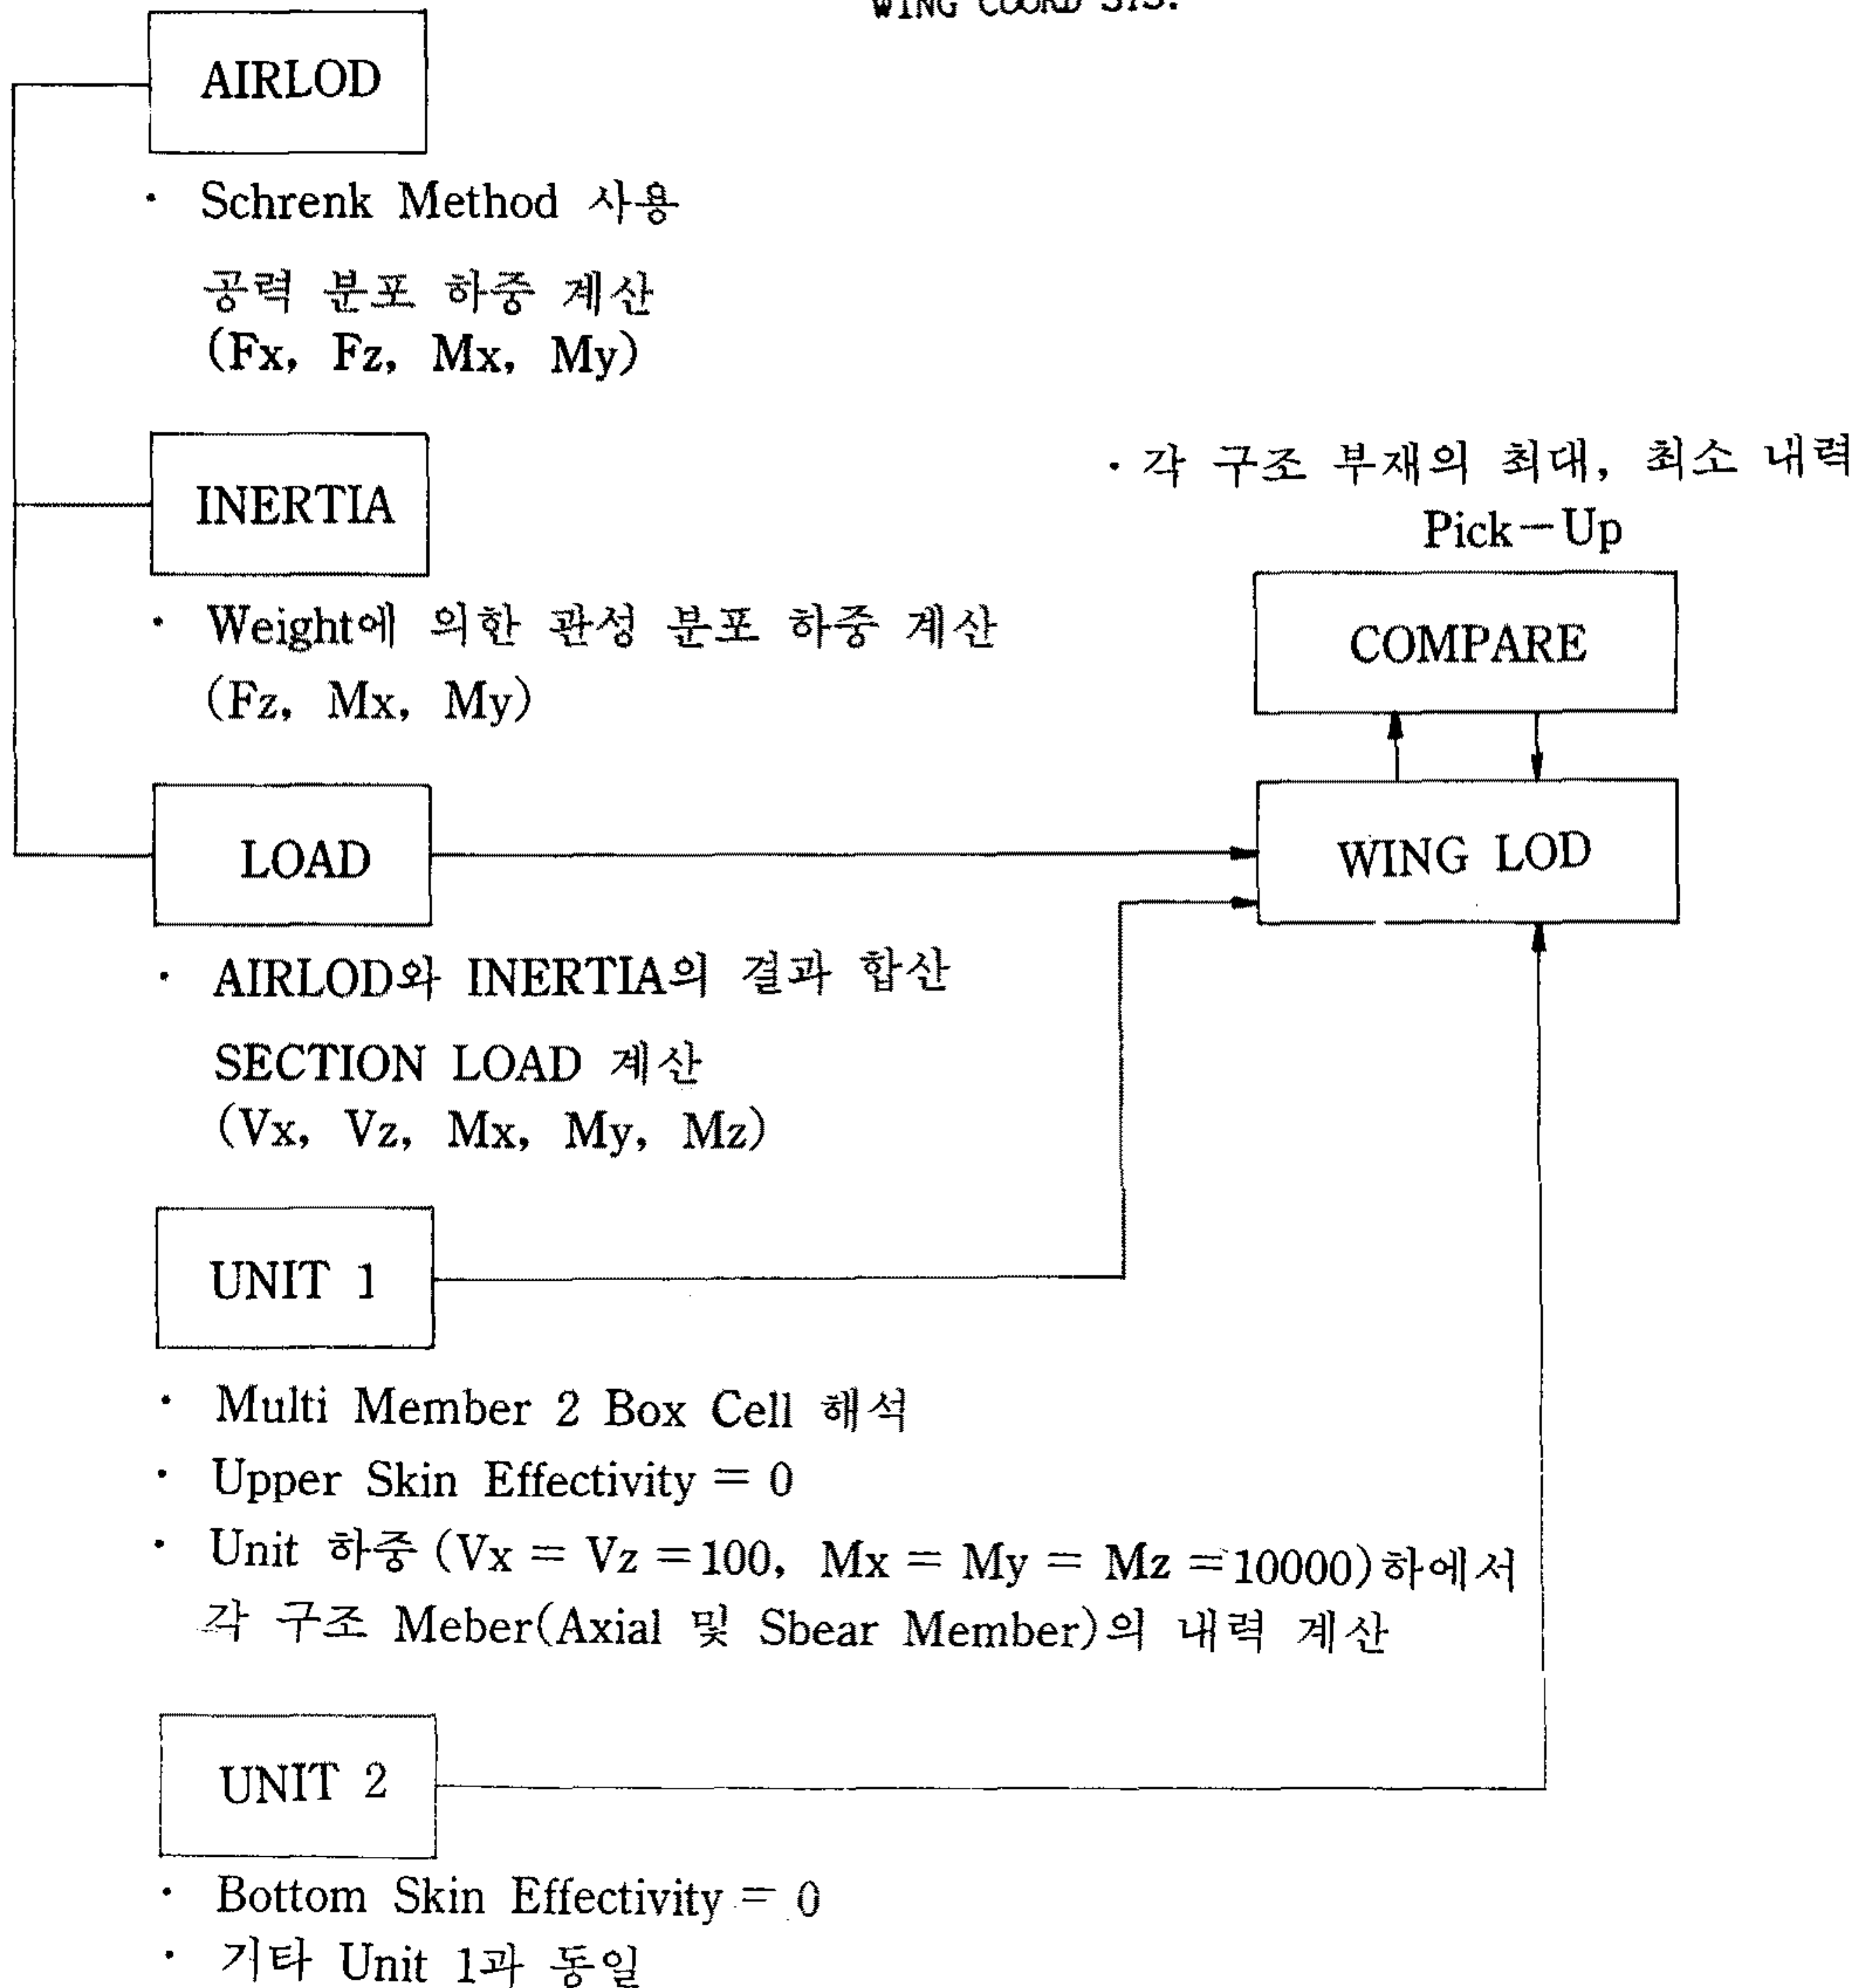 WING COORD SYS.
AIRLOD
· Schrenk Method 사용
공력 분포 하중 계산
(Fx, Fz, Mx, My)
INERTIA
· Weight에 의한 관성 분포 하중 계산
(Fz, Mx, My)
· 각 구조 부재의 최대, 최소 내력
Pick-Up
COMPARE
LOAD
WING LOD
· AIRLOD와 INERTIA의 결과 합산
SECTION LOAD 계산
(Vx, Vz, Mx, My, Mz)
UNIT 1
· Multi Member 2 Box Cell 해석
· Upper Skin Effectivity = 0
· Unit 하중 (Vx = Vz =100, Mx = My = Mz =10000)하에서
각 구조 Meber(Axial 및 Sbear Member)의 내력 계산
UNIT 2
· Bottom Skin Effectivity = 0
· 기타 Unit 1과 동일